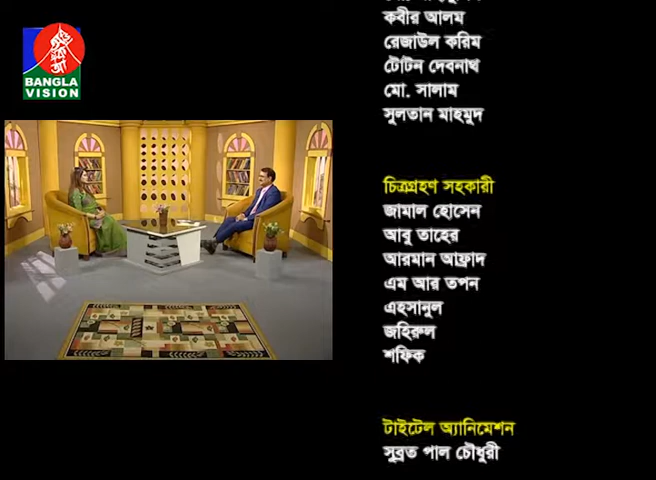 BANGLA
VISION
কবীর আলম
রেজাউল করিম
টোটন দেবনাথ
মো. সালাম
সুলতান মাহমুদ
চিত্রগ্রহণ সহকারী
জামাল হোসেন
আবু তাহের
আরমান আফ্রাদ
এম আর তপন
এহসানুল
জহিরুল
শফিক
টাইটেল অ্যানিমেশন
সুব্রত পাল চৌধুরী